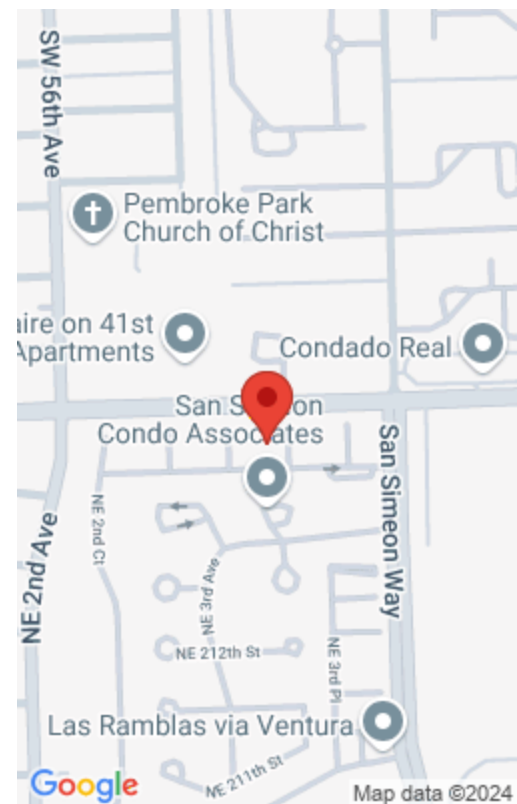 SW 56th Ave
Pembroke Park
Church of Christ
aire on 41st
Apartments
Condado Real
San S on
Condo Associates
San Simeon Way
NE 2nd Ct
NE 2nd Ave
NE 3rd Ave
NE 212th St
NE 3rd Pl
Las Ramblas via Ventura
NE 211th St
Google
Map data ©2024